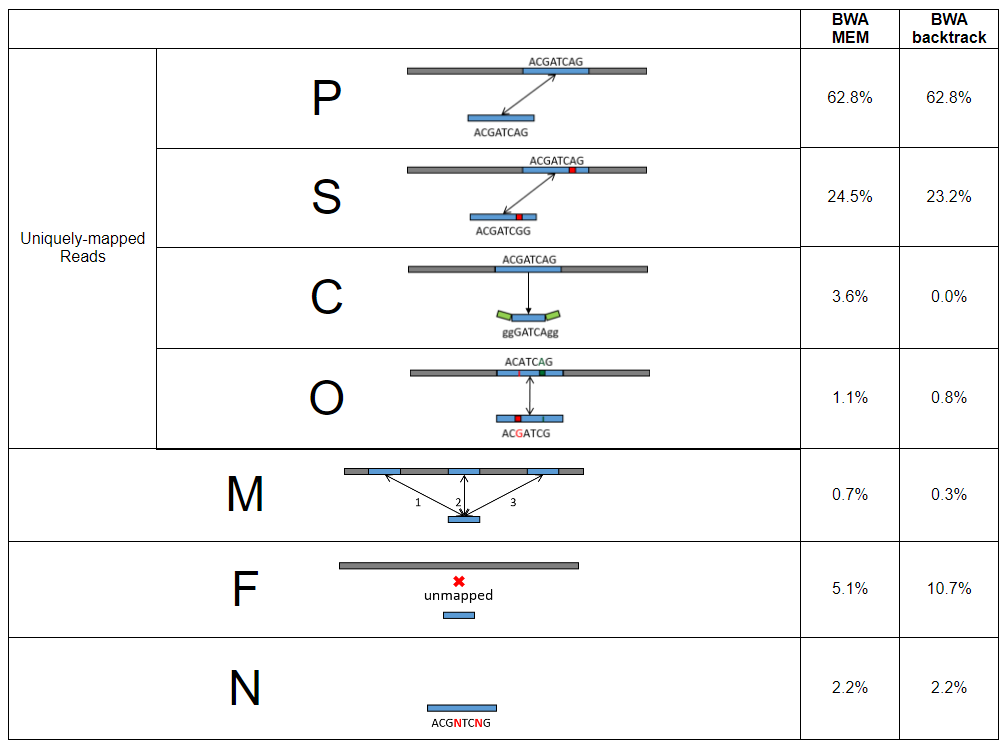 BWA
MEM
BWA
backtrack
Uniquely-mapped
Reads
P
ACGATCAG
ACGATCAG
62.8%
62.8%
S
ACGATCAG
ACGATCGG
24.5%
23.2%
C
ACGATCAG
ggGATCAgg
3.6%
0.0%
O
ACATCAG
ACGATCG
1.1%
0.8%
M
1
2
3
0.7%
0.3%
F
unmapped
5.1%
10.7%
N
ACGNTCNG
2.2%
2.2%